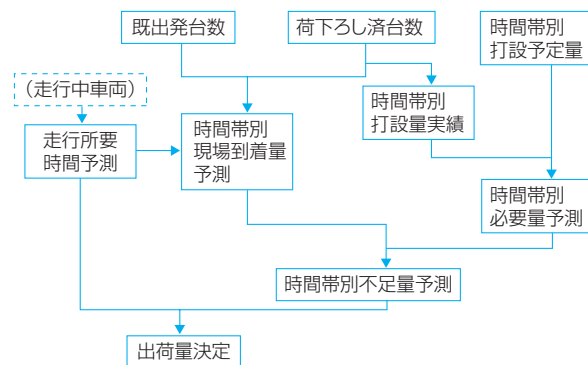 既出発台数
荷下ろし済台数
時間帯別
打設予定量
（走行中車両）
時間帯別
打設量実績
走行所要
時間予測
時間帯別
現場到着量
予測
時間帯別
必要量予測
時間帯別不足量予測
出荷量決定